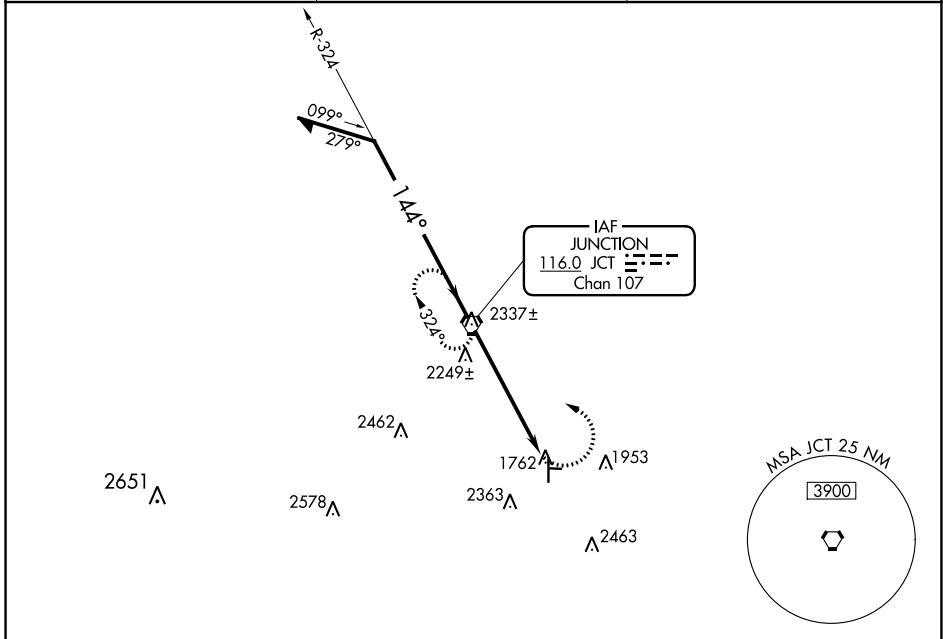 R-324
099°
279°
144°
IAF
JUNCTION
116.0 JCT
Chan 107
2337±
324°
2249±
2462
1762
1953
2651
2578
2363
2463
MSA JCT 25 NM
3900